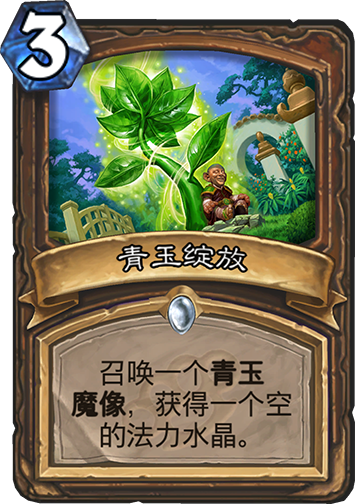 3
青玉绽放
召唤一个青玉
魔像，获得一个空
的法力水晶。